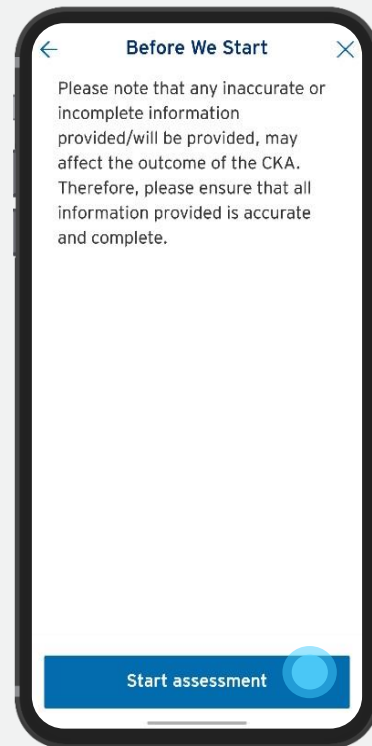 Before We Start
Please note that any inaccurate or
incomplete information
provided/will be provided, may
affect the outcome of the CKA.
Therefore, please ensure that all
information provided is accurate
and complete.
Start assessment